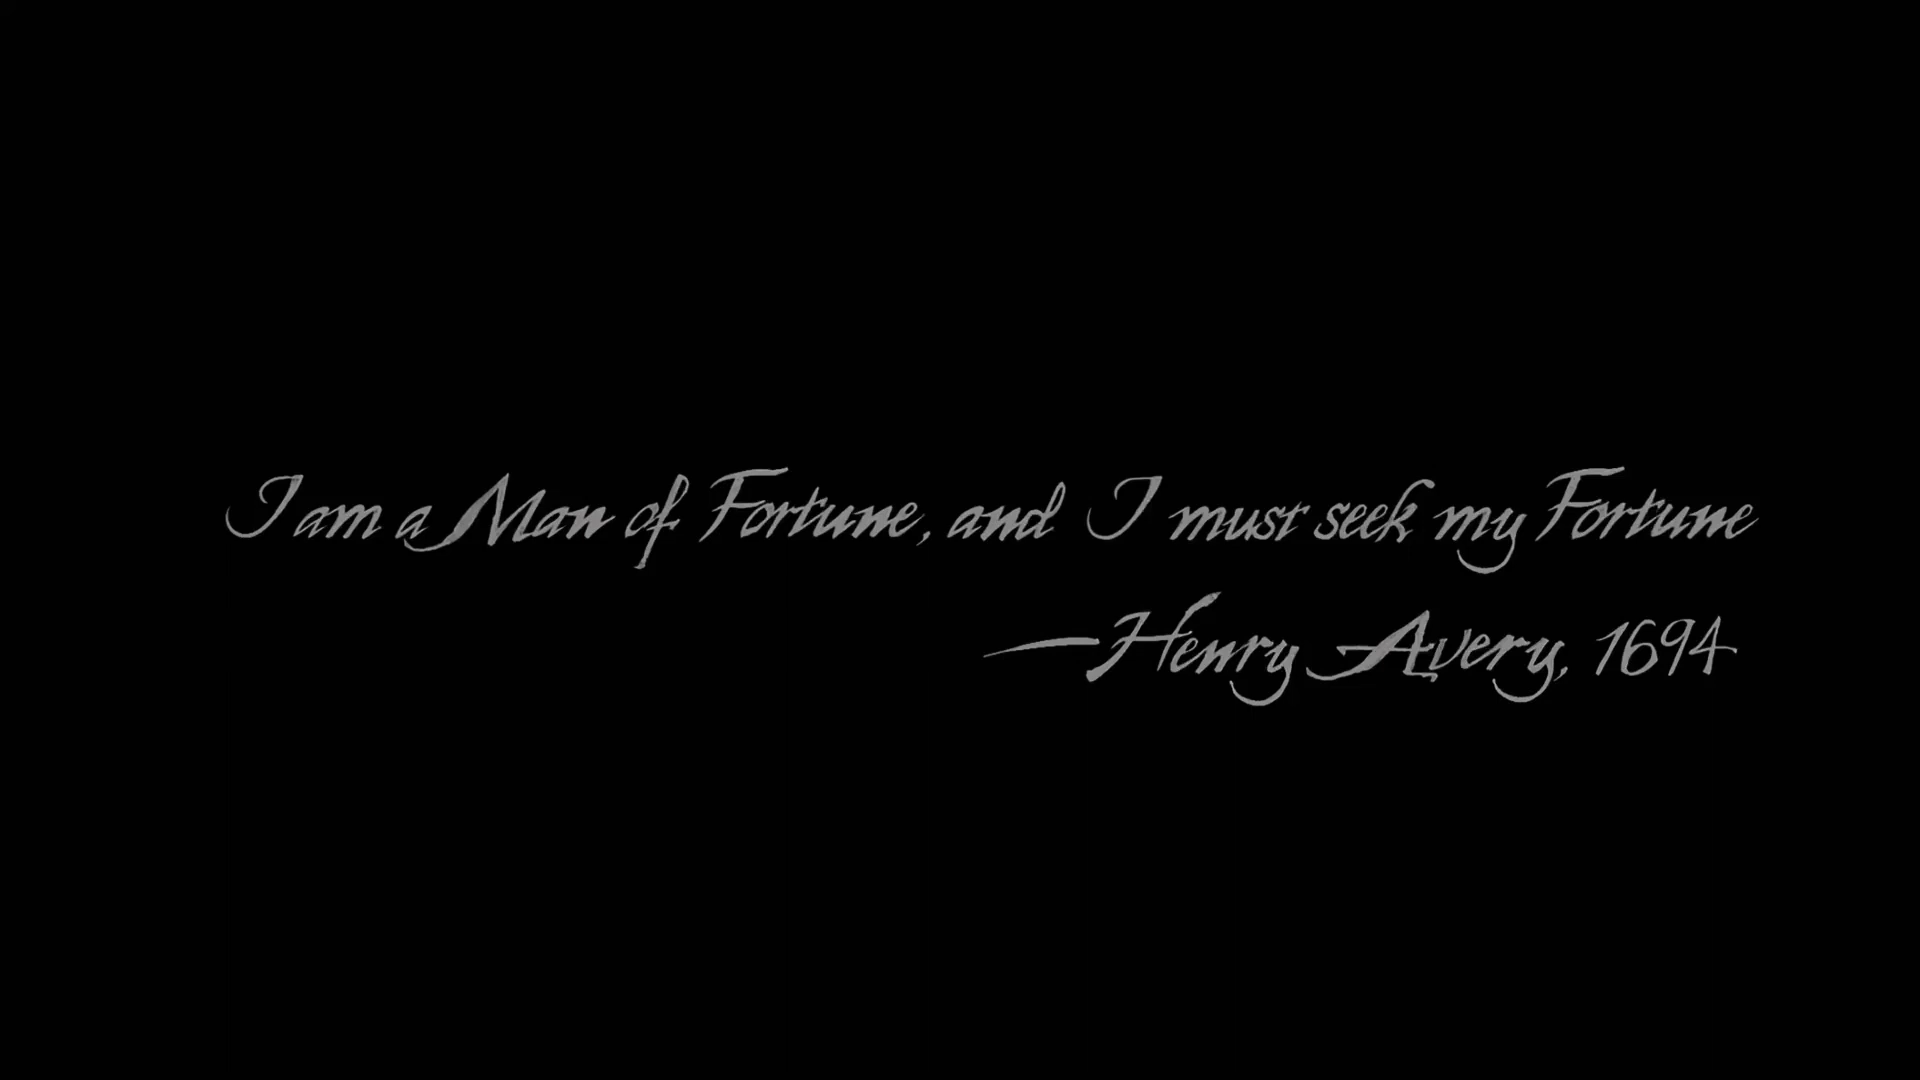 I am a Man of Fortune, and I must seek my Fortune
—Henry Avery, 1694